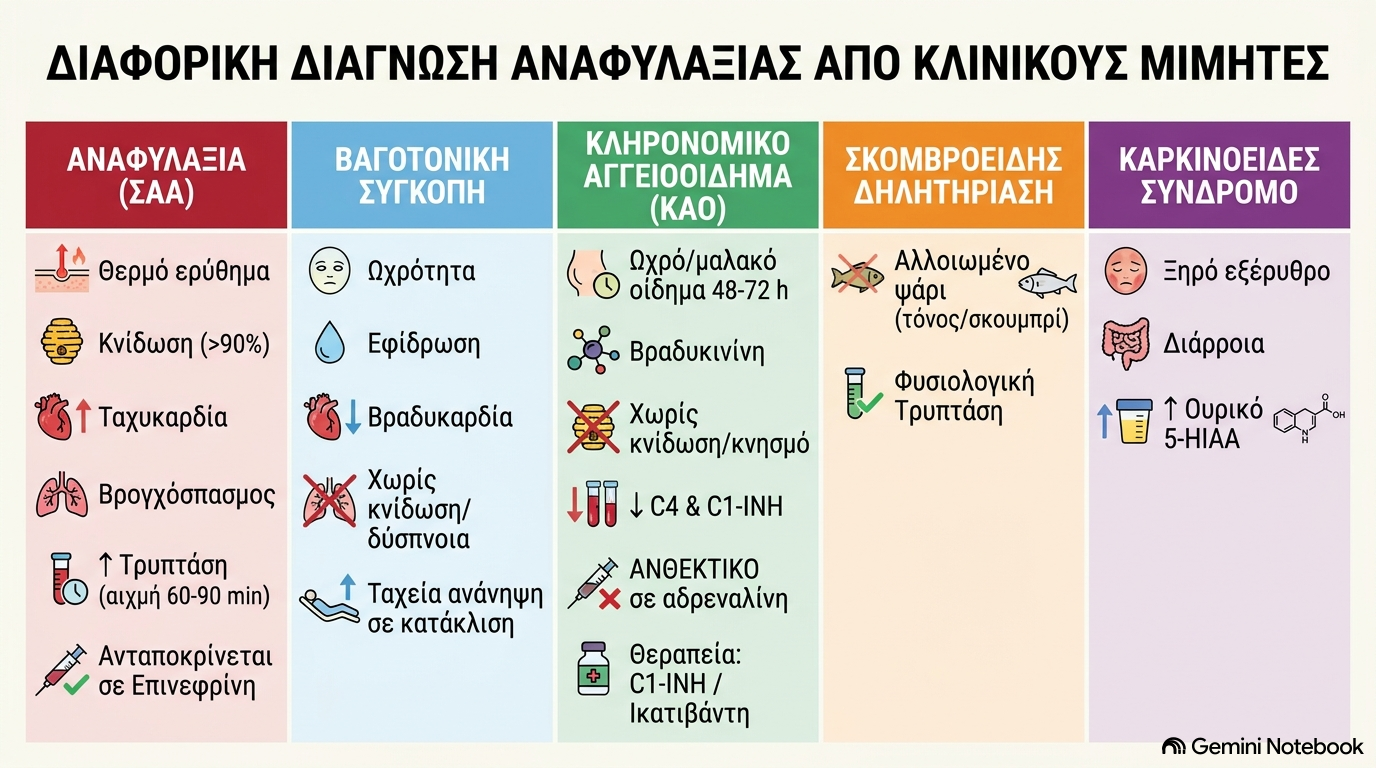 ΔΙΑΦΟΡΙΚΗ ΔΙΑΓΝΩΣΗ ΑΝΑΦΥΛΑΞΙΑΣ ΑΠΟ ΚΛΙΝΙΚΟΥΣ ΜΙΜΗΤΕΣ
ΑΝΑΦΥΛΑΞΙΑ
(ΣΑΑ)
Θερμό ερύθημα
Κνίδωση (>90%)
Ταχυκαρδία
Βρογχόσπασμος
↑ Τρυπτάση
(αιχμή 60-90 min)
Ανταποκρίνεται
σε Επινεφρίνη
ΒΑΓΟΤΟΝΙΚΗ
ΣΥΓΚΟΠΗ
Ωχρότητα
Εφίδρωση
Βραδυκαρδία
Χωρίς
κνίδωση/
δύσπνοια
Ταχεία ανάνηψη
σε κατάκλιση
ΚΛΗΡΟΝΟΜΙΚΟ
ΑΓΓΕΙΟΟΙΔΗΜΑ
(ΚΑΟ)
Ωχρό/μαλακό
οίδημα 48-72 h
Βραδυκινίνη
Χωρίς
κνίδωση/κνησμό
↓ C4 & C1-INH
ΑΝΘΕΚΤΙΚΟ
σε αδρεναλίνη
Θεραπεία:
C1-INH /
Ικατιβάντη
ΣΚΟΜΒΡΟΕΙΔΗΣ
ΔΗΛΗΤΗΡΙΑΣΗ
Αλλοιωμένο
ψάρι
(τόνος/σκουμπρί)
Φυσιολογική
Τρυπτάση
ΚΑΡΚΙΝΟΕΙΔΕΣ
ΣΥΝΔΡΟΜΟ
Ξηρό εξέρυθρο
Διάρροια
↑ Ουρικό
5-HIAA
O
OH
N
H
Gemini Notebook